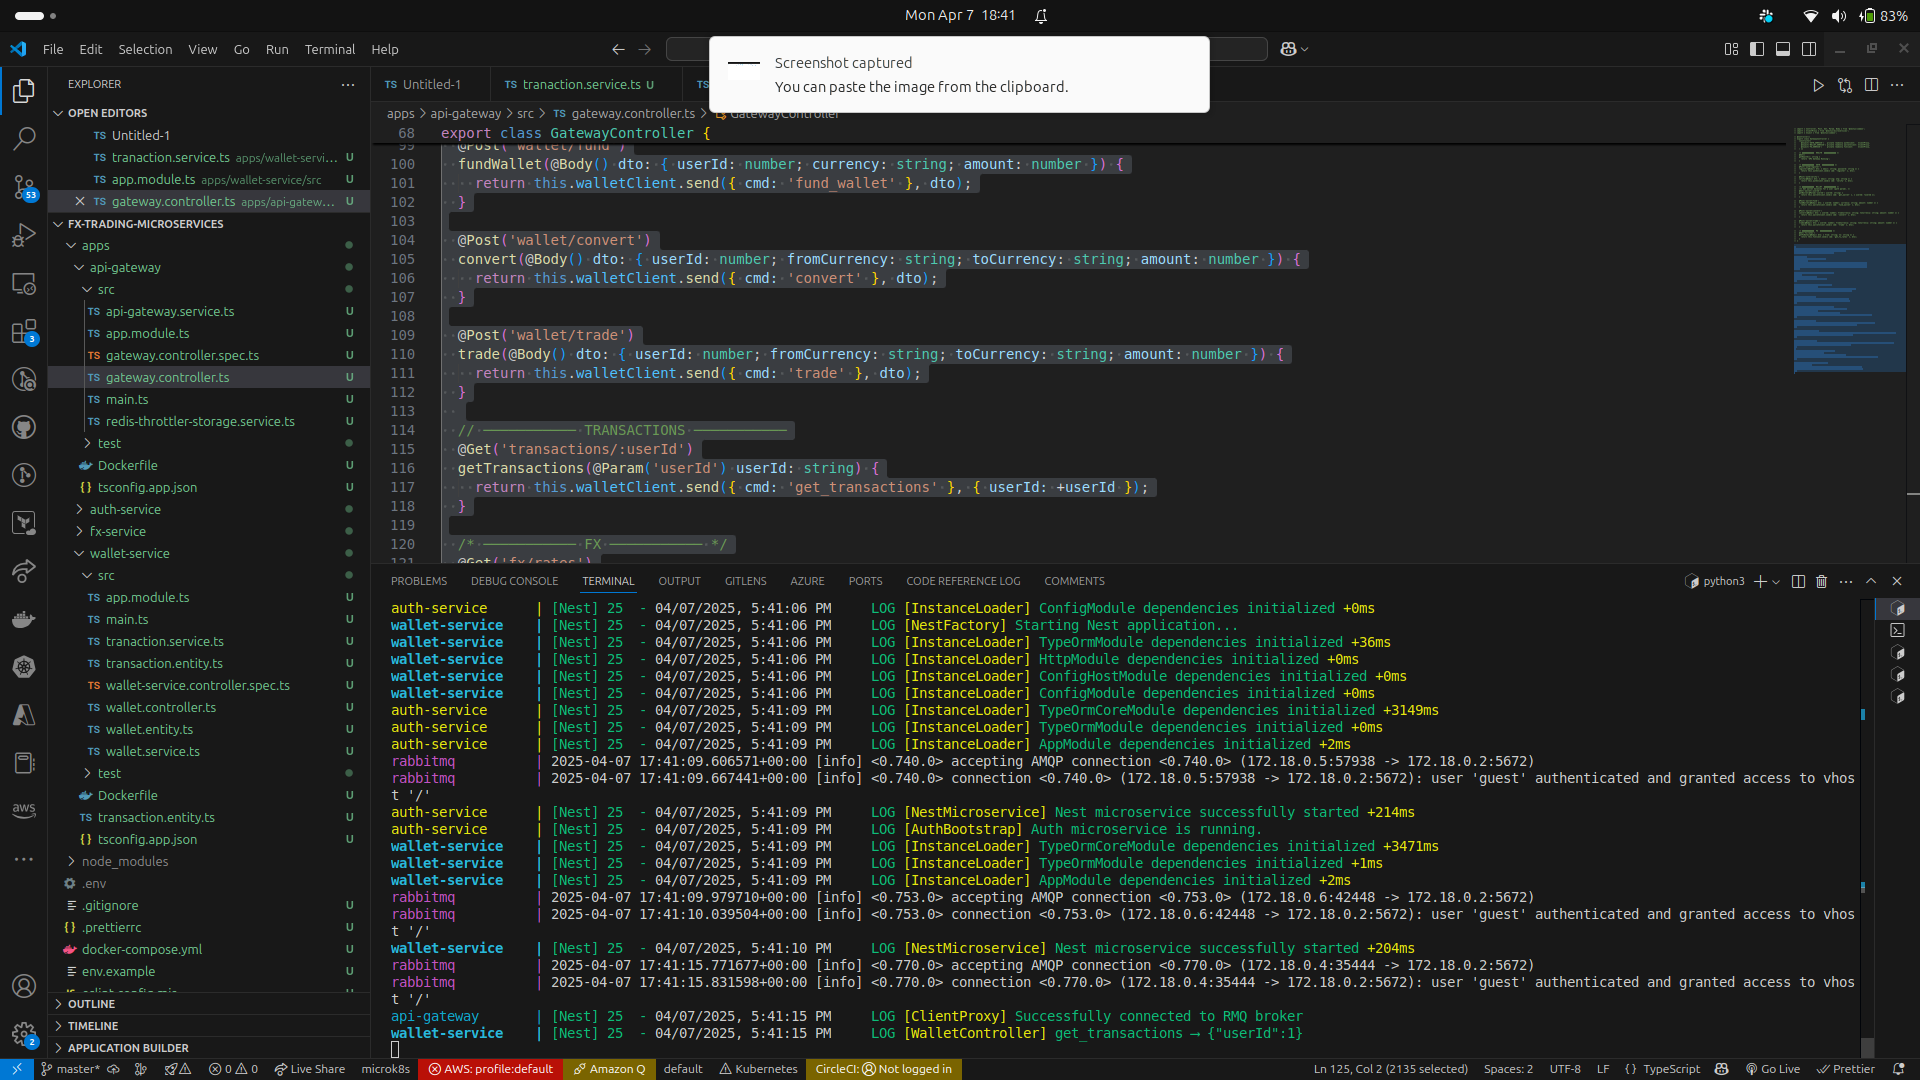 Mon Apr 7 18:41
83%
File Edit Selection View Go Run Terminal Help
Screenshot captured
You can paste the image from the clipboard.
EXPLORER
OPEN EDITORS
TS Untitled-1
TS tranaction.service.ts apps/wallet-servi... U
TS app.module.ts apps/wallet-service/src U
TS gateway.controller.ts apps/api-gatew... U
FX-TRADING-MICROSERVICES
apps
api-gateway
src
TS api-gateway.service.ts U
TS app.module.ts U
TS gateway.controller.spec.ts U
TS gateway.controller.ts U
TS main.ts U
TS redis-throttler-storage.service.ts U
test
Dockerfile U
{} tsconfig.app.json U
auth-service
fx-service
wallet-service
src
TS app.module.ts U
TS main.ts U
TS tranaction.service.ts U
TS transaction.entity.ts U
TS wallet-service.controller.spec.ts U
TS wallet.controller.ts U
TS wallet.entity.ts U
TS wallet.service.ts U
test
Dockerfile U
TS transaction.entity.ts U
{} tsconfig.app.json U
node_modules
.env
.gitignore U
{} .prettierrc U
docker-compose.yml U
env.example U
OUTLINE
TIMELINE
APPLICATION BUILDER
53
3
aws
2
TS Untitled-1 TS tranaction.service.ts U TS
apps > api-gateway > src > TS gateway.controller.ts > GatewayController
68 export class GatewayController {
99 @Post('wallet/fund')
100 fundWallet(@Body() dto: { userId: number; currency: string; amount: number }) {
101 return this.walletClient.send({ cmd: 'fund_wallet' }, dto);
102 }
103
104 @Post('wallet/convert')
105 convert(@Body() dto: { userId: number; fromCurrency: string; toCurrency: string; amount: number }) {
106 return this.walletClient.send({ cmd: 'convert' }, dto);
107 }
108
109 @Post('wallet/trade')
110 trade(@Body() dto: { userId: number; fromCurrency: string; toCurrency: string; amount: number }) {
111 return this.walletClient.send({ cmd: 'trade' }, dto);
112 }
113
114 // ─────────── TRANSACTIONS ───────────
115 @Get('transactions/:userId')
116 getTransactions(@Param('userId') userId: string) {
117 return this.walletClient.send({ cmd: 'get_transactions' }, { userId: +userId });
118 }
119
120 /* ─────────── FX ─────────── */
121 @Get('fx/rates')
PROBLEMS DEBUG CONSOLE TERMINAL OUTPUT GITLENS AZURE PORTS CODE REFERENCE LOG COMMENTS
python3
auth-service | [Nest] 25 - 04/07/2025, 5:41:06 PM LOG [InstanceLoader] ConfigModule dependencies initialized +0ms
wallet-service | [Nest] 25 - 04/07/2025, 5:41:06 PM LOG [NestFactory] Starting Nest application...
wallet-service | [Nest] 25 - 04/07/2025, 5:41:06 PM LOG [InstanceLoader] TypeOrmModule dependencies initialized +36ms
wallet-service | [Nest] 25 - 04/07/2025, 5:41:06 PM LOG [InstanceLoader] HttpModule dependencies initialized +0ms
wallet-service | [Nest] 25 - 04/07/2025, 5:41:06 PM LOG [InstanceLoader] ConfigHostModule dependencies initialized +0ms
wallet-service | [Nest] 25 - 04/07/2025, 5:41:06 PM LOG [InstanceLoader] ConfigModule dependencies initialized +0ms
auth-service | [Nest] 25 - 04/07/2025, 5:41:09 PM LOG [InstanceLoader] TypeOrmCoreModule dependencies initialized +3149ms
auth-service | [Nest] 25 - 04/07/2025, 5:41:09 PM LOG [InstanceLoader] TypeOrmModule dependencies initialized +0ms
auth-service | [Nest] 25 - 04/07/2025, 5:41:09 PM LOG [InstanceLoader] AppModule dependencies initialized +2ms
rabbitmq | 2025-04-07 17:41:09.606571+00:00 [info] <0.740.0> accepting AMQP connection <0.740.0> (172.18.0.5:57938 -> 172.18.0.2:5672)
rabbitmq | 2025-04-07 17:41:09.667441+00:00 [info] <0.740.0> connection <0.740.0> (172.18.0.5:57938 -> 172.18.0.2:5672): user 'guest' authenticated and granted access to vhos
t '/'
auth-service | [Nest] 25 - 04/07/2025, 5:41:09 PM LOG [NestMicroservice] Nest microservice successfully started +214ms
auth-service | [Nest] 25 - 04/07/2025, 5:41:09 PM LOG [AuthBootstrap] Auth microservice is running.
wallet-service | [Nest] 25 - 04/07/2025, 5:41:09 PM LOG [InstanceLoader] TypeOrmCoreModule dependencies initialized +3471ms
wallet-service | [Nest] 25 - 04/07/2025, 5:41:09 PM LOG [InstanceLoader] TypeOrmModule dependencies initialized +1ms
wallet-service | [Nest] 25 - 04/07/2025, 5:41:09 PM LOG [InstanceLoader] AppModule dependencies initialized +2ms
rabbitmq | 2025-04-07 17:41:09.979710+00:00 [info] <0.753.0> accepting AMQP connection <0.753.0> (172.18.0.6:42448 -> 172.18.0.2:5672)
rabbitmq | 2025-04-07 17:41:10.039504+00:00 [info] <0.753.0> connection <0.753.0> (172.18.0.6:42448 -> 172.18.0.2:5672): user 'guest' authenticated and granted access to vhos
t '/'
wallet-service | [Nest] 25 - 04/07/2025, 5:41:10 PM LOG [NestMicroservice] Nest microservice successfully started +204ms
rabbitmq | 2025-04-07 17:41:15.771677+00:00 [info] <0.770.0> accepting AMQP connection <0.770.0> (172.18.0.4:35444 -> 172.18.0.2:5672)
rabbitmq | 2025-04-07 17:41:15.831598+00:00 [info] <0.770.0> connection <0.770.0> (172.18.0.4:35444 -> 172.18.0.2:5672): user 'guest' authenticated and granted access to vhos
t '/'
api-gateway | [Nest] 25 - 04/07/2025, 5:41:15 PM LOG [ClientProxy] Successfully connected to RMQ broker
wallet-service | [Nest] 25 - 04/07/2025, 5:41:15 PM LOG [WalletController] get_transactions → {"userId":1}
master* 0 0 Live Share microk8s AWS: profile:default Amazon Q default Kubernetes CircleCI: Not logged in Ln 125, Col 2 (2135 selected) Spaces: 2 UTF-8 LF {} TypeScript Go Live Prettier